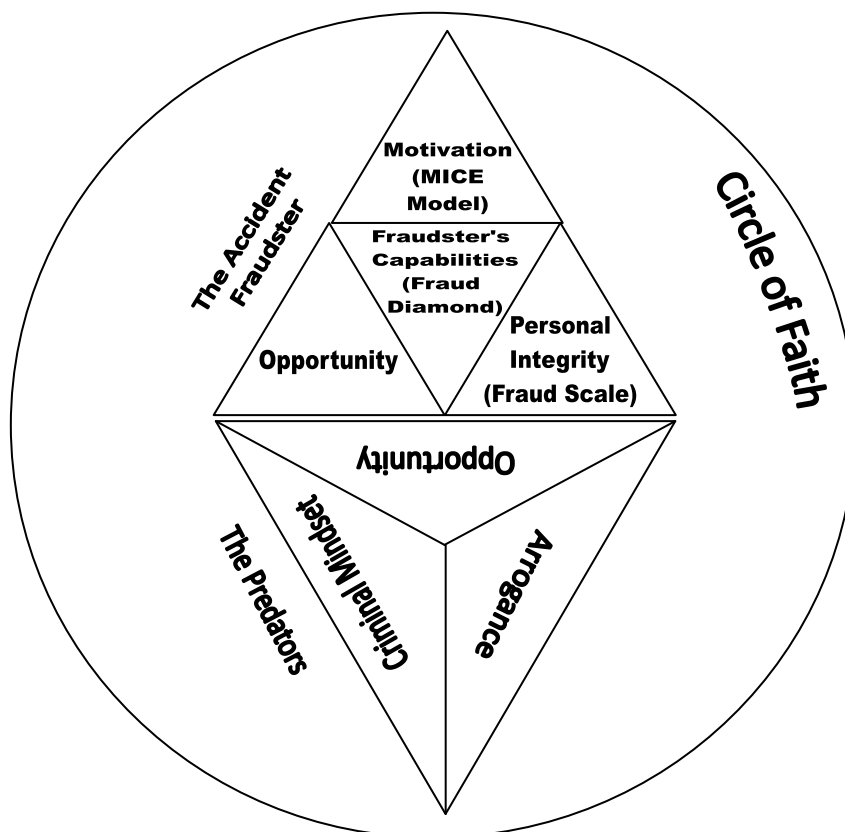 Motivation
(MICE
Model)
The Accident
Fraudster
Circle of Faith
Fraudster's
Capabilities
(Fraud
Diamond)
Opportunity
Personal
Integrity
(Fraud Scale)
Opportunity
Criminal Mindset
Arrogance
The Predators